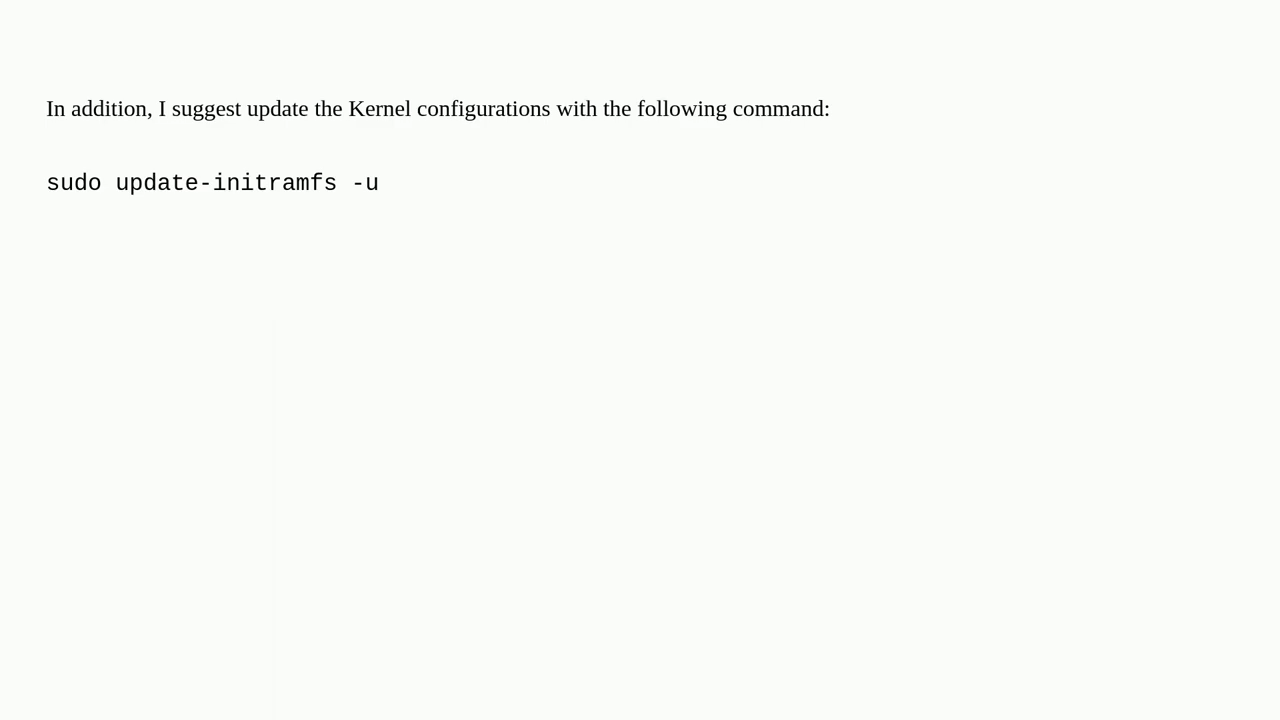 In addition, I suggest update the Kernel configurations with the following command:
sudo update-initramfs -u